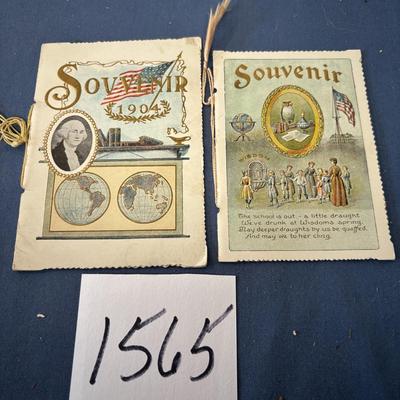 SOUVENIR
1904
Souvenir
WISDOM
The school is out - a little draught
We've drunk at Wisdoms spring.
May deeper draughts by us be quaffed
And may we to her cling.
1565